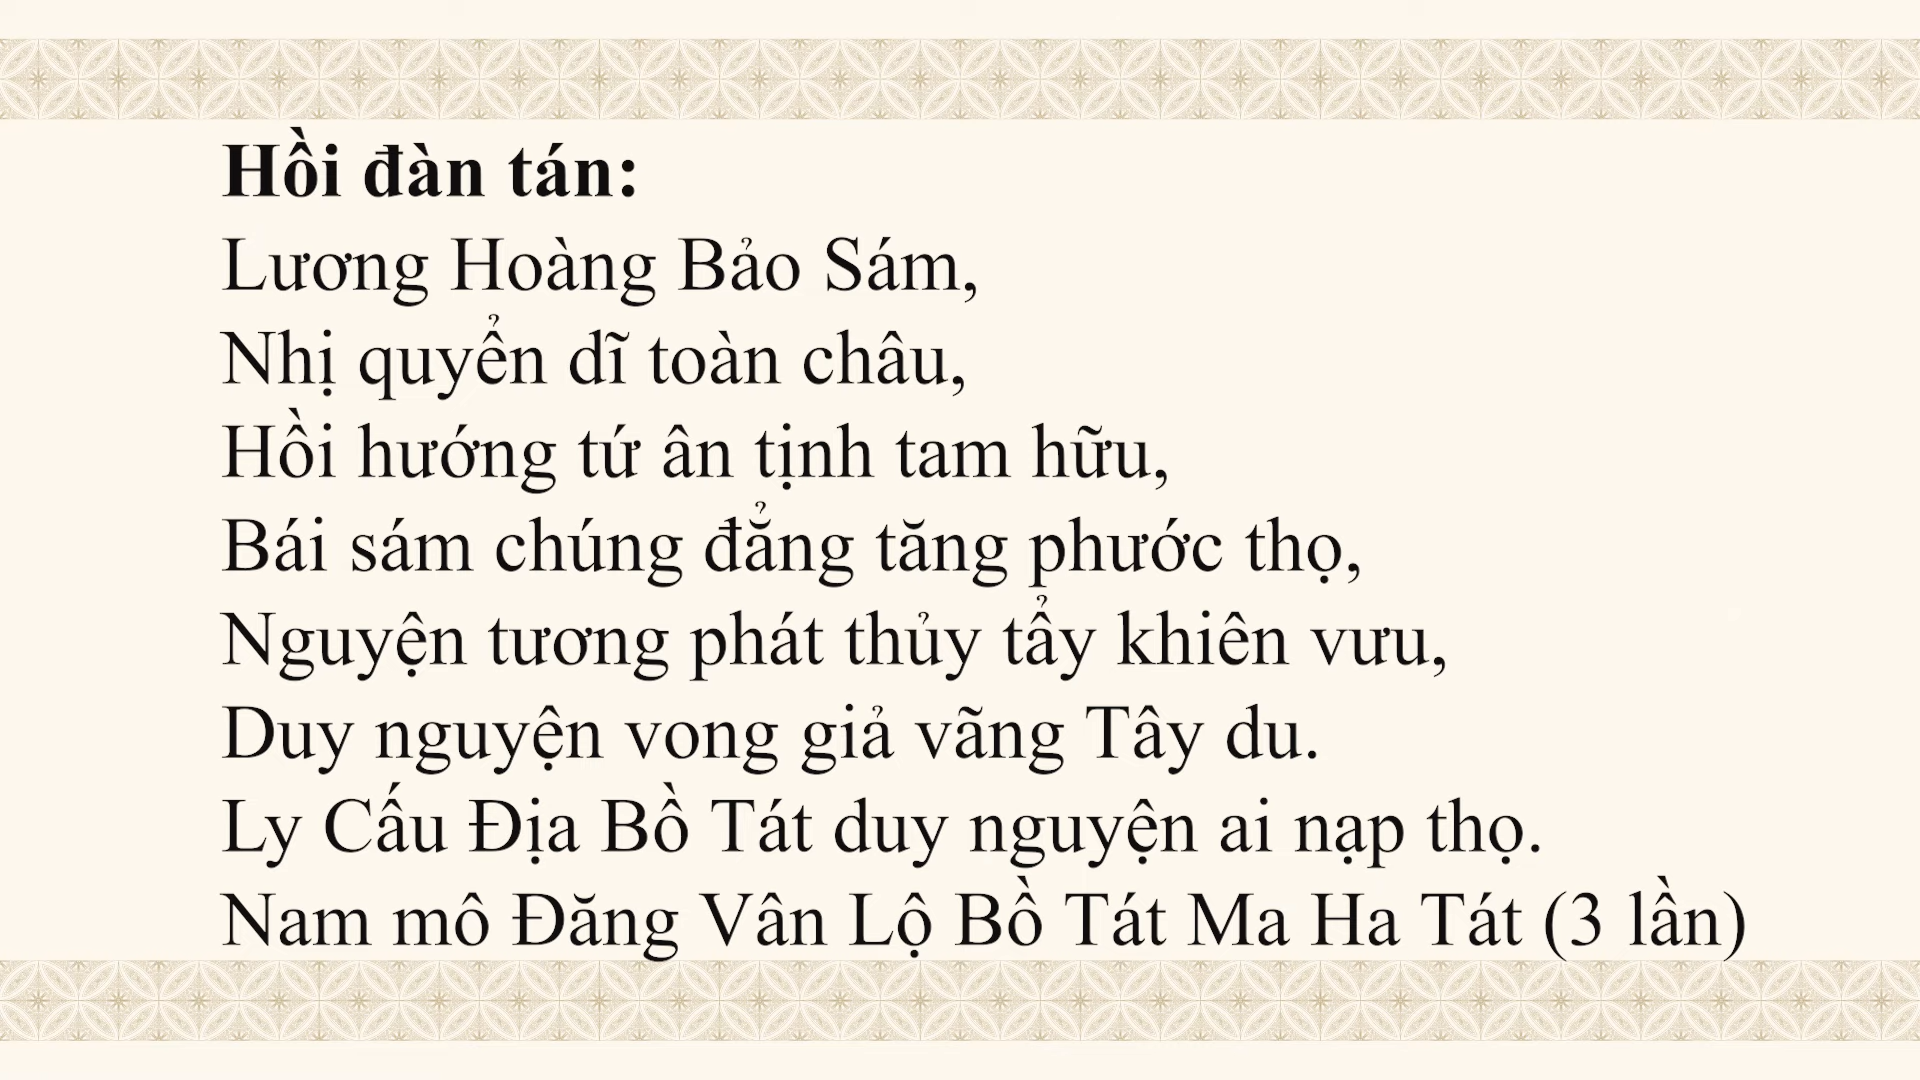 Hồi đàn tán:
Lương Hoàng Bảo Sám,
Nhị quyển dĩ toàn châu,
Hồi hướng tứ ân tịnh tam hữu,
Bái sám chúng đẳng tăng phước thọ,
Nguyện tương phát thủy tẩy khiên vưu,
Duy nguyện vong giả vãng Tây du.
Ly Cấu Địa Bồ Tát duy nguyện ai nạp thọ.
Nam mô Đăng Vân Lộ Bồ Tát Ma Ha Tát (3 lần)